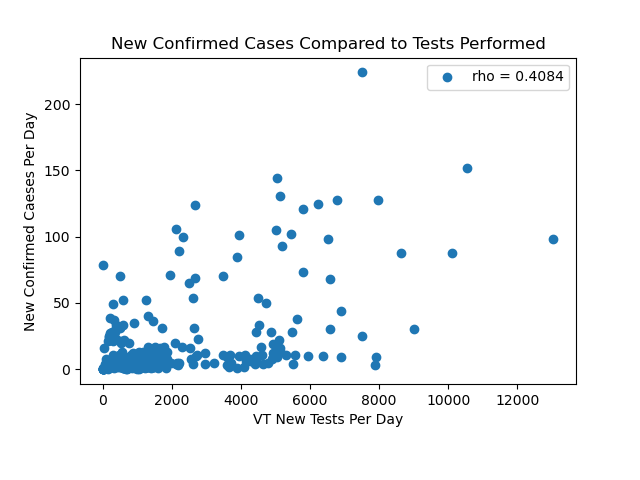 New Confirmed Cases Compared to Tests Performed
rho = 0.4084
New Confirmed Caeses Per Day
200
150
100
50
0
0 2000 4000 6000 8000 10000 12000
VT New Tests Per Day